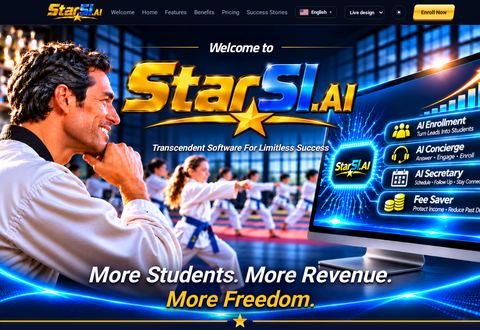 StarSI.AI
Welcome Home Features Benefits Pricing Success Stories English Live design Enroll Now
Welcome to
StarSI.AI
Transcendent Software For Limitless Success
AI Enrollment
Turn Leads Into Students
AI Concierge
Answer • Engage • Enroll
StarSI.AI
AI Secretary
Schedule • Follow Up • Stay Connec
Fee Saver
Protect Income • Reduce Past D
More Students. More Revenue.
More Freedom.